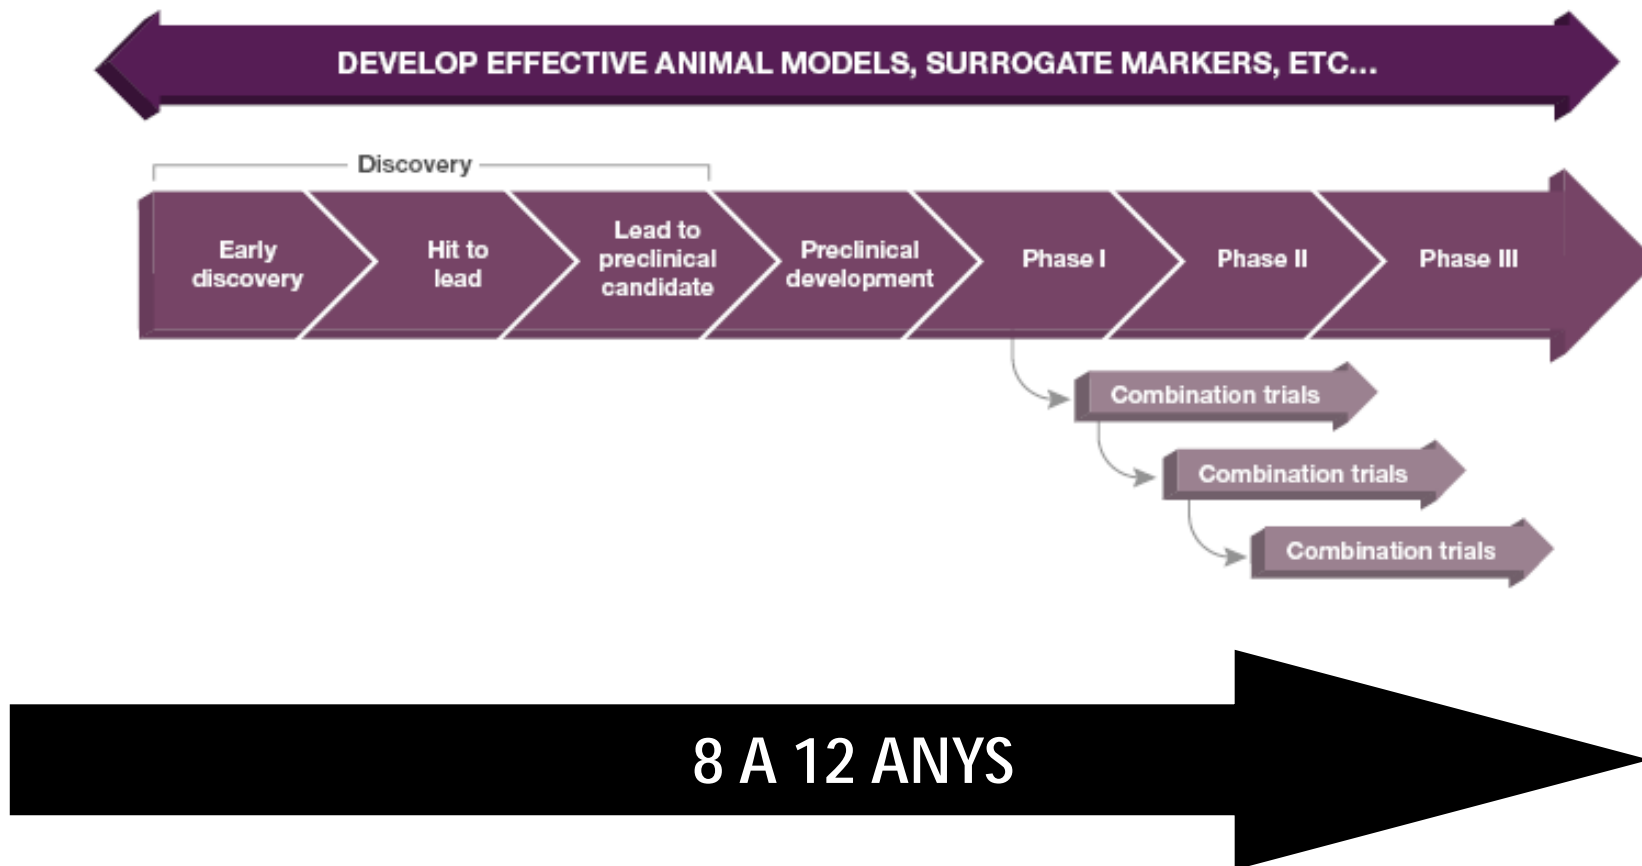 DEVELOP EFFECTIVE ANIMAL MODELS, SURROGATE MARKERS, ETC...
Discovery
Early
discovery
Hit to
lead
Lead to
preclinical
candidate
Preclinical
development
Phase I
Phase II
Phase III
Combination trials
Combination trials
Combination trials
8 A 12 ANYS